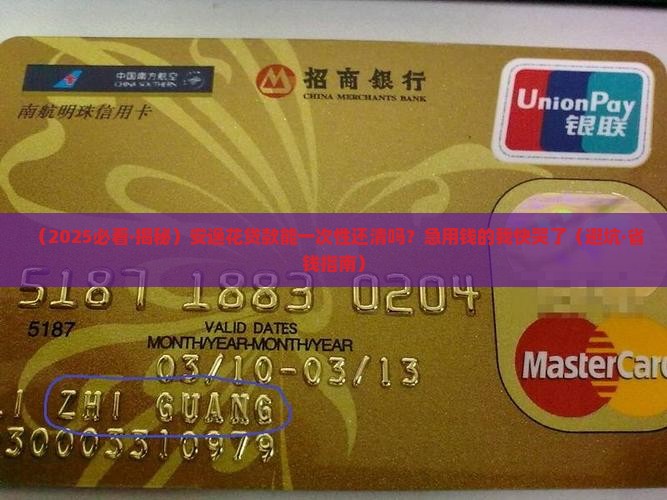 中国南方航空
CHINA SOUTHERN
招商银行
CHINA MERCHANTS BANK
UnionPay
银联
南航明珠信用卡
（2025必看·揭秘）安逸花贷款能一次性还清吗？急用钱的我快哭了（避坑·省
钱指南）
5187 1883 0204
5187
VALID DATES
MONTH/YEAR-MONTH/YEAR
03/10-03/13
MasterCard
LI ZHI GUANG
30003310979